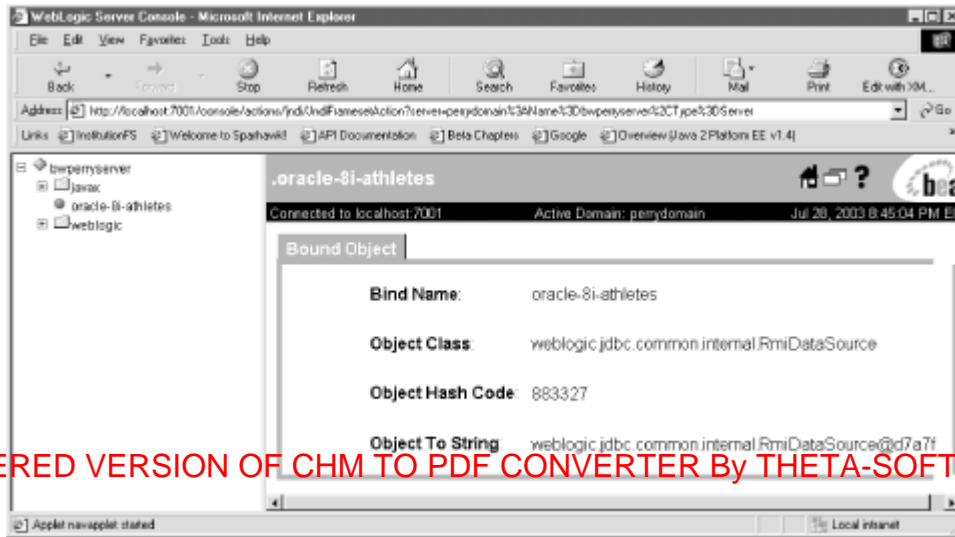 WebLogic Server Console - Microsoft Internet Explorer
File Edit View Favorites Tools Help
Back Forward Stop Refresh Home Search Favorites History Mail Print Edit with XM...
Address http://localhost:7001/console/actions/jndi/JndiFramesetAction?server=perrydomain%3AName%3Dbwperryserver%2CType%3DServer Go
Links InstitutionFS Welcome to Sparhawk! API Documentation Beta Chapters Google Overview (Java 2 Platform EE v1.4)
bwperryserver
javax
oracle-8i-athletes
weblogic
.oracle-8i-athletes
? bea
Connected to localhost:7001 Active Domain: perrydomain Jul 28, 2003 8:45:04 PM E
Bound Object
Bind Name: oracle-8i-athletes
Object Class: weblogic.jdbc.common.internal.RmiDataSource
Object Hash Code: 883327
Object To String: weblogic.jdbc.common.internal.RmiDataSource@d7a7f
ERED VERSION OF CHM TO PDF CONVERTER By THETA-SOFT
Applet navapplet started Local intranet